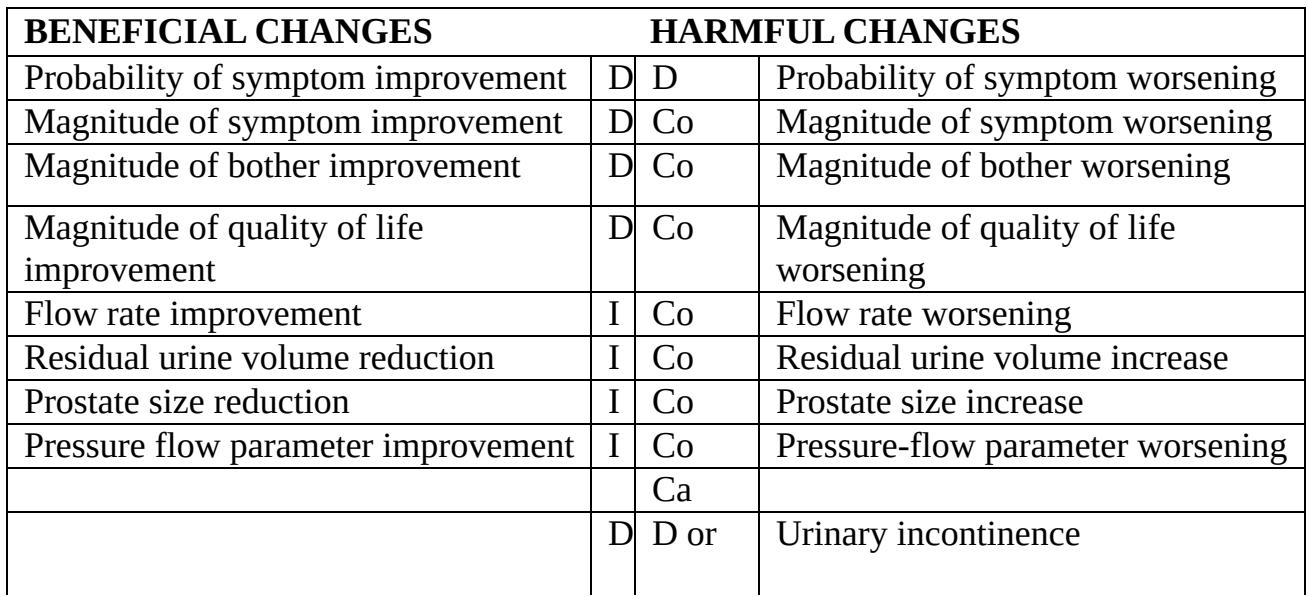 BENEFICIAL CHANGES HARMFUL CHANGES
Probability of symptom improvement D D Probability of symptom worsening
Magnitude of symptom improvement D Co Magnitude of symptom worsening
Magnitude of bother improvement D Co Magnitude of bother worsening
Magnitude of quality of life D Co Magnitude of quality of life
improvement worsening
Flow rate improvement I Co Flow rate worsening
Residual urine volume reduction I Co Residual urine volume increase
Prostate size reduction I Co Prostate size increase
Pressure flow parameter improvement I Co Pressure-flow parameter worsening
Ca
D D or Urinary incontinence